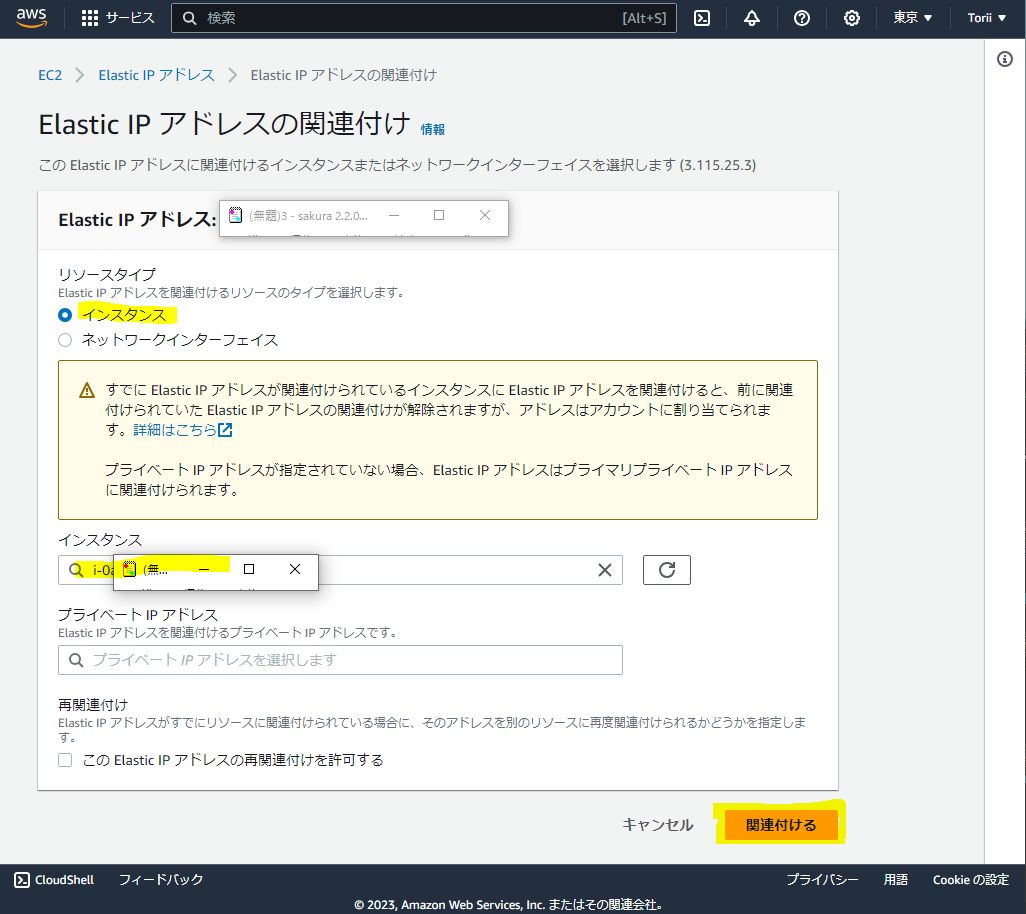 aws
サービス
検索
[Alt+S]
東京
Torii
EC2
Elastic IP アドレス
Elastic IP アドレスの関連付け
Elastic IP アドレスの関連付け 情報
この Elastic IP アドレスに関連付けるインスタンスまたはネットワークインターフェイスを選択します (3.115.25.3)
Elastic IP アドレス:
(無題)3 - sakura 2.2.0...
リソースタイプ
Elastic IP アドレスを関連付けるリソースのタイプを選択します。
インスタンス
ネットワークインターフェイス
すでに Elastic IP アドレスが関連付けられているインスタンスに Elastic IP アドレスを関連付けると、前に関連
付けられていた Elastic IP アドレスの関連付けが解除されますが、アドレスはアカウントに割り当てられま
す。詳細はこちら
プライベート IP アドレスが指定されていない場合、Elastic IP アドレスはプライマリプライベート IP アドレス
に関連付けられます。
インスタンス
i-0a
(無...
プライベート IP アドレス
Elastic IP アドレスを関連付けるプライベート IP アドレスです。
プライベート IP アドレスを選択します
再関連付け
Elastic IP アドレスがすでにリソースに関連付けられている場合に、そのアドレスを別のリソースに再度関連付けられるかどうかを指定しま
す。
この Elastic IP アドレスの再関連付けを許可する
キャンセル
関連付ける
CloudShell
フィードバック
プライバシー
用語
Cookie の設定
© 2023, Amazon Web Services, Inc. またはその関連会社。